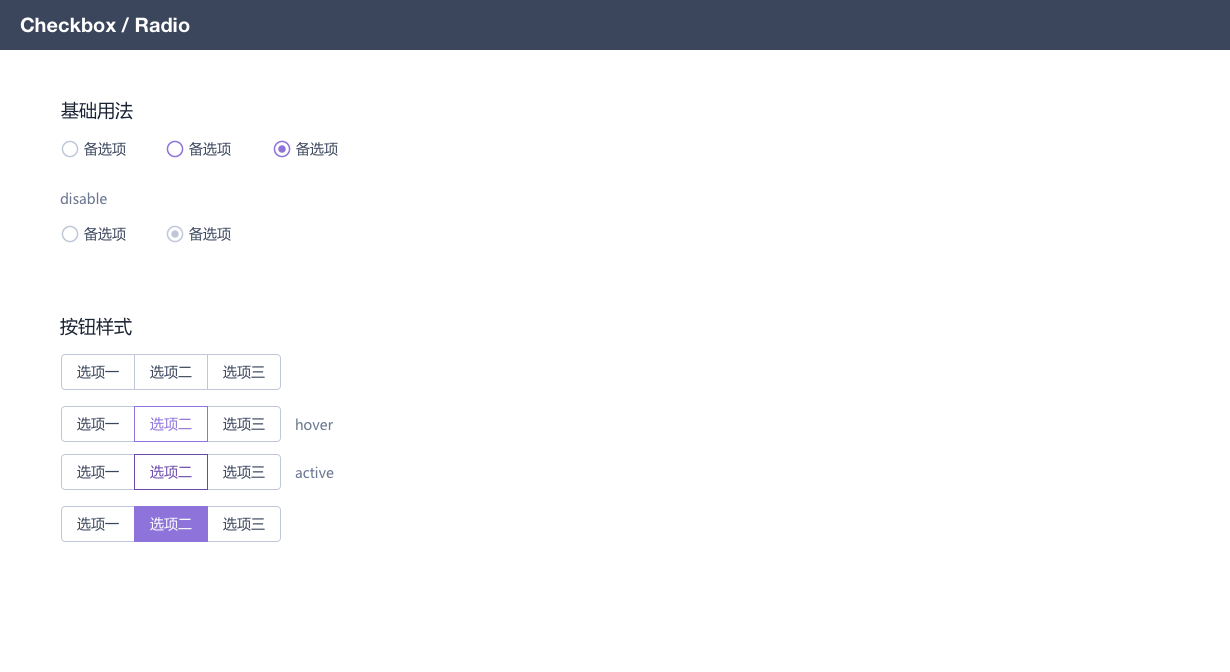 Checkbox / Radio
基础用法
备选项 备选项 备选项
disable
备选项 备选项
按钮样式
选项一 选项二 选项三
选项一 选项二 选项三 hover
选项一 选项二 选项三 active
选项一 选项二 选项三